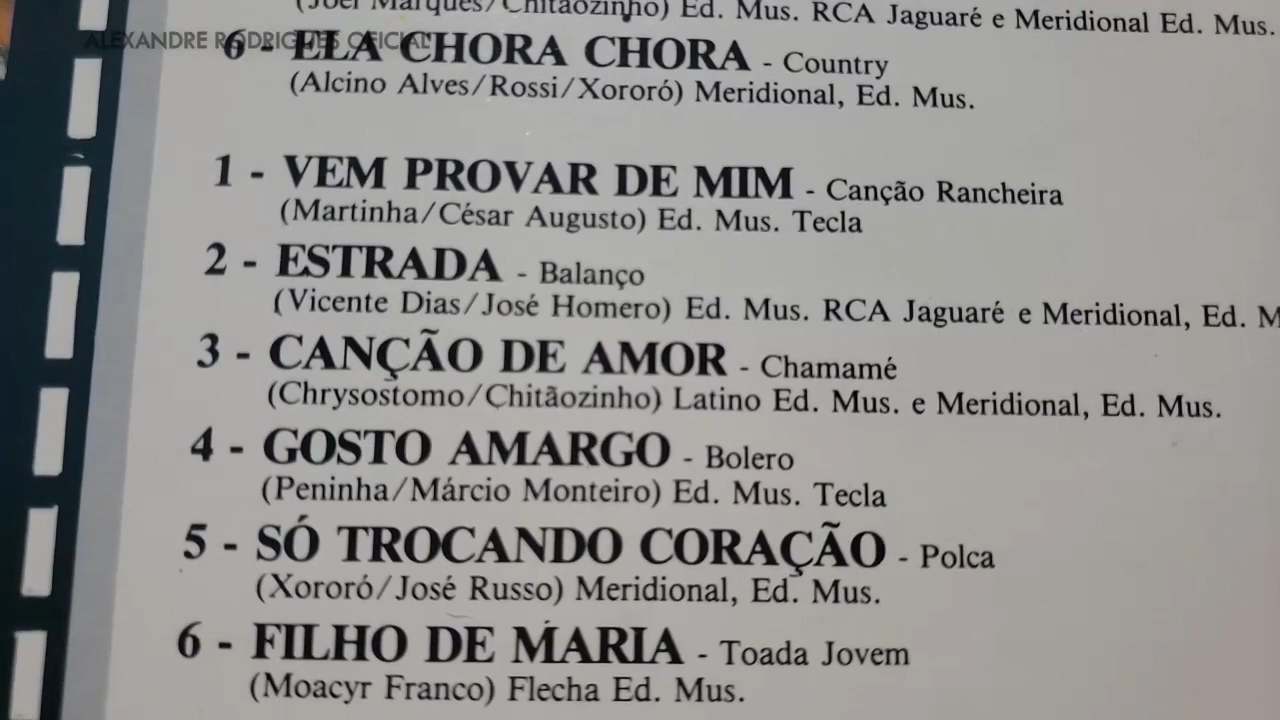 (Joel Marques/Chitãozinho) Ed. Mus. RCA Jaguaré e Meridional Ed. Mus.
ALEXANDRE RODRIGUES OFICIAL
6 - ELA CHORA CHORA - Country
(Alcino Alves/Rossi/Xororó) Meridional, Ed. Mus.
1 - VEM PROVAR DE MIM - Canção Rancheira
(Martinha/César Augusto) Ed. Mus. Tecla
2 - ESTRADA - Balanço
(Vicente Dias/José Homero) Ed. Mus. RCA Jaguaré e Meridional, Ed. M
3 - CANÇÃO DE AMOR - Chamamé
(Chrysostomo/Chitãozinho) Latino Ed. Mus. e Meridional, Ed. Mus.
4 - GOSTO AMARGO - Bolero
(Peninha/Márcio Monteiro) Ed. Mus. Tecla
5 - SÓ TROCANDO CORAÇÃO - Polca
(Xororó/José Russo) Meridional, Ed. Mus.
6 - FILHO DE MARIA - Toada Jovem
(Moacyr Franco) Flecha Ed. Mus.